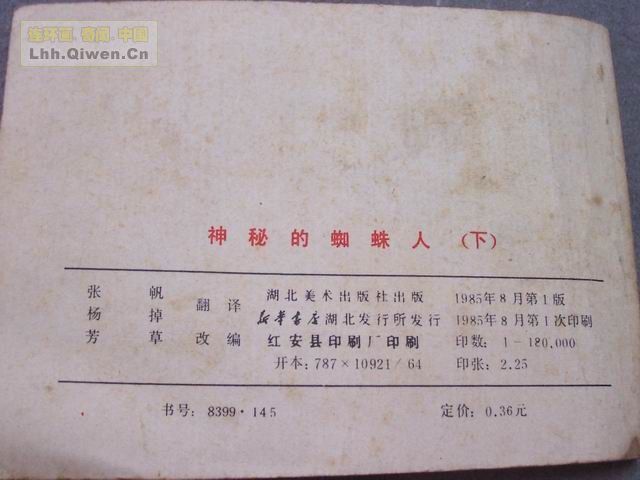 连环画.奇闻.中国
Lhh.Qiwen.Cn
神秘的蜘蛛人（下）
张 帆
杨 掉 翻译
芳 草 改编
湖北美术出版社出版
新华书店湖北发行所发行
红安县印刷厂印刷
开本：787×10921/64
1985年8月第1版
1985年8月第1次印刷
印数：1－180,000
印张：2.25
书号：8399·145
定价：0.36元